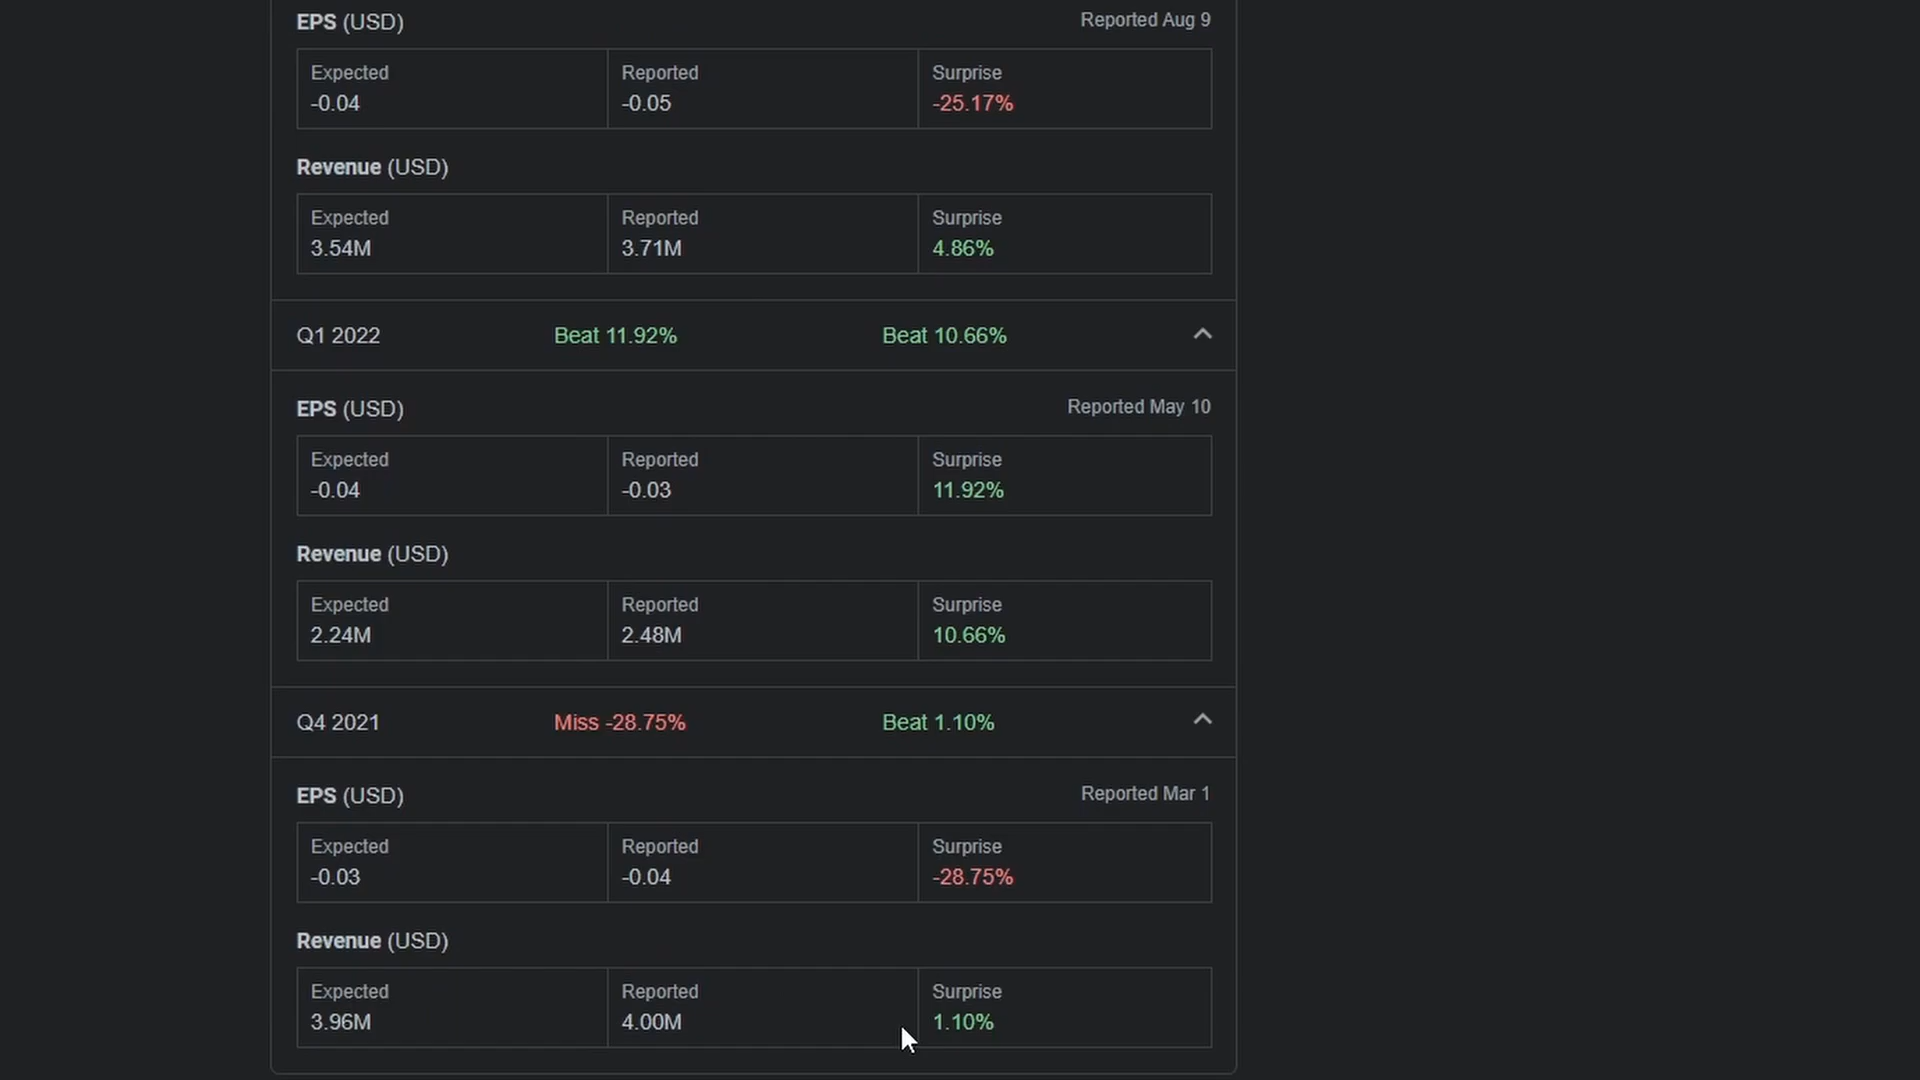 EPS (USD) Reported Aug 9
Expected Reported Surprise
-0.04 -0.05 -25.17%
Revenue (USD)
Expected Reported Surprise
3.54M 3.71M 4.86%
Q1 2022 Beat 11.92% Beat 10.66%
EPS (USD) Reported May 10
Expected Reported Surprise
-0.04 -0.03 11.92%
Revenue (USD)
Expected Reported Surprise
2.24M 2.48M 10.66%
Q4 2021 Miss -28.75% Beat 1.10%
EPS (USD) Reported Mar 1
Expected Reported Surprise
-0.03 -0.04 -28.75%
Revenue (USD)
Expected Reported Surprise
3.96M 4.00M 1.10%